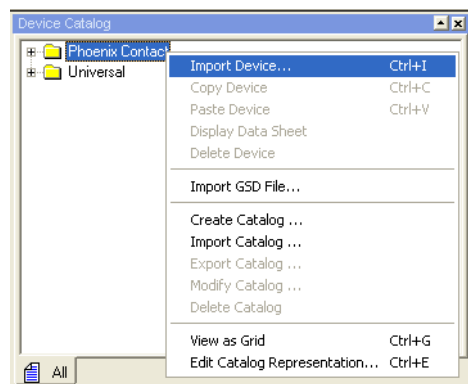 Device Catalog
Phoenix Contact
Universal
Import Device... Ctrl+I
Copy Device Ctrl+C
Paste Device Ctrl+V
Display Data Sheet
Delete Device
Import GSD File...
Create Catalog ...
Import Catalog ...
Export Catalog ...
Modify Catalog ...
Delete Catalog
View as Grid Ctrl+G
Edit Catalog Representation... Ctrl+E
All